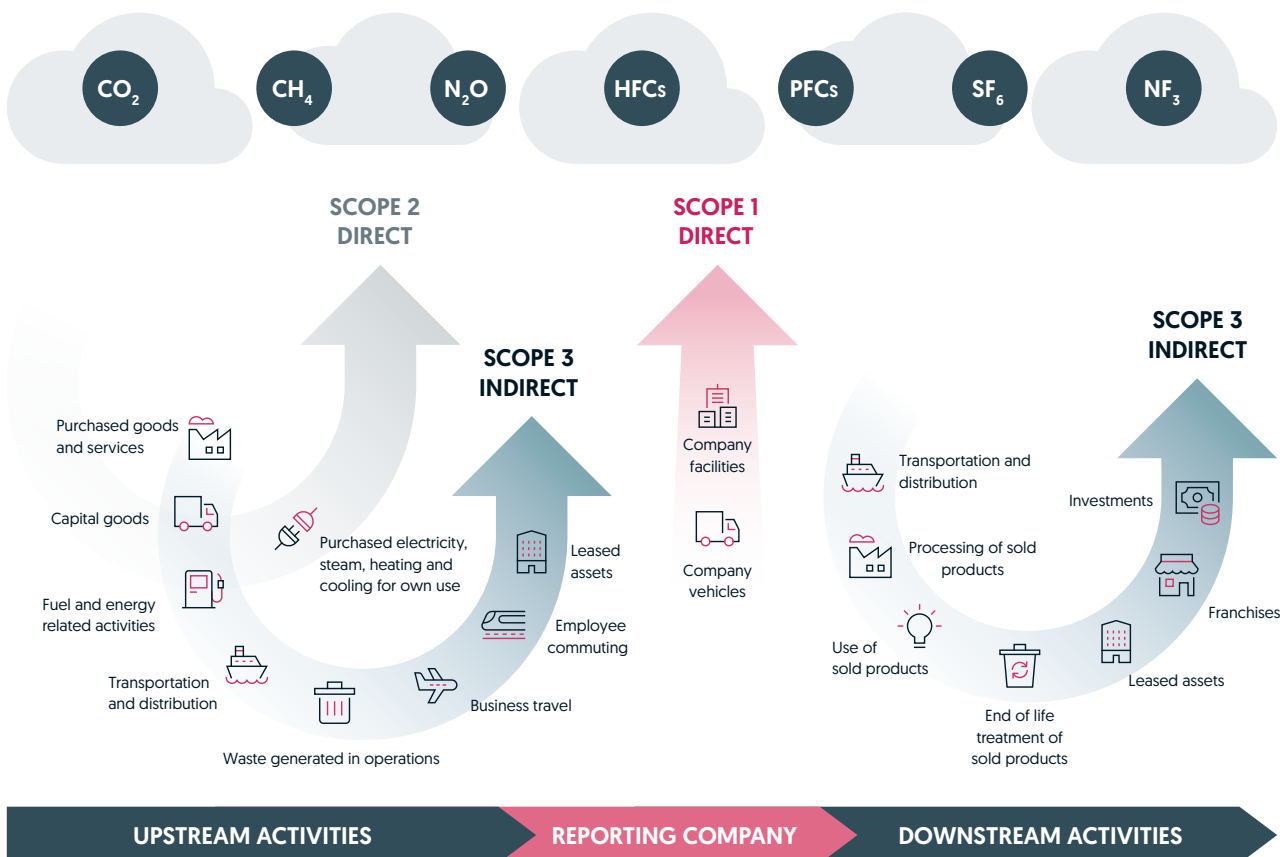 CO₂
CH₄
N₂O
HFCs
PFCs
SF₆
NF₃
SCOPE 2
DIRECT
SCOPE 1
DIRECT
SCOPE 3
INDIRECT
SCOPE 3
INDIRECT
Purchased goods
and services
Capital goods
Fuel and energy
related activities
Transportation
and distribution
Waste generated in operations
Business travel
Employee
commuting
Leased
assets
Purchased electricity,
steam, heating and
cooling for own use
Company
facilities
Company
vehicles
Transportation and
distribution
Processing of sold
products
Use of
sold products
End of life
treatment of
sold products
Leased assets
Franchises
Investments
UPSTREAM ACTIVITIES
REPORTING COMPANY
DOWNSTREAM ACTIVITIES